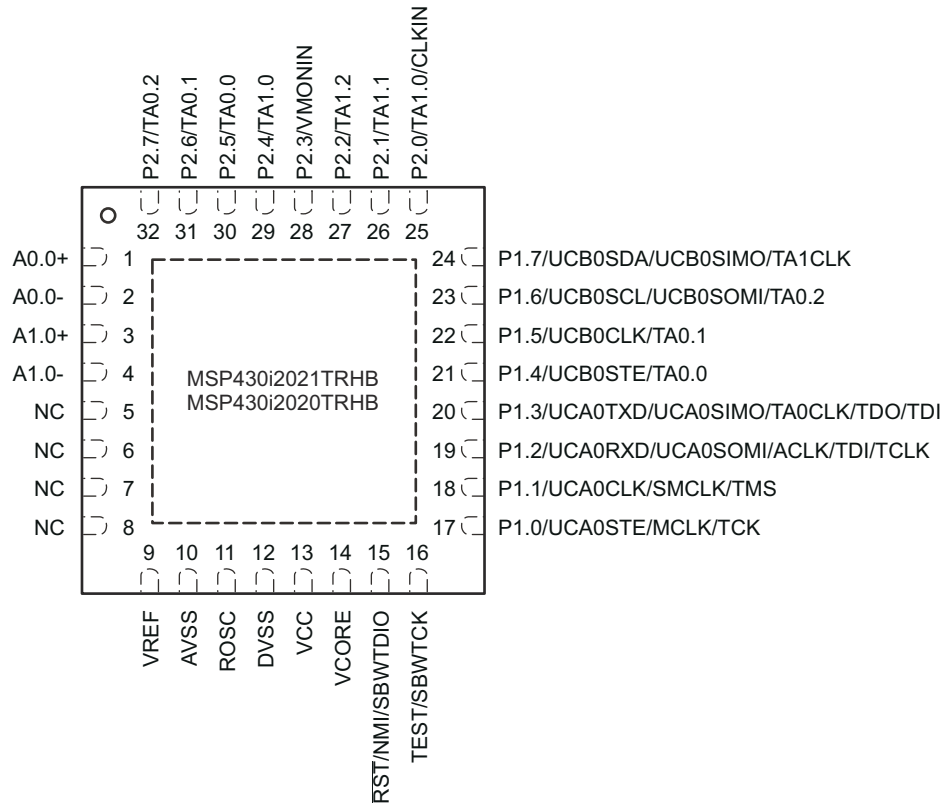 P2.7/TA0.2
P2.6/TA0.1
P2.5/TA0.0
P2.4/TA1.0
P2.3/VMONIN
P2.2/TA1.2
P2.1/TA1.1
P2.0/TA1.0/CLKIN
32 31 30 29 28 27 26 25
A0.0+ 1
A0.0- 2
A1.0+ 3
A1.0- 4
NC 5
NC 6
NC 7
NC 8
MSP430i2021TRHB
MSP430i2020TRHB
24 P1.7/UCB0SDA/UCB0SIMO/TA1CLK
23 P1.6/UCB0SCL/UCB0SOMI/TA0.2
22 P1.5/UCB0CLK/TA0.1
21 P1.4/UCB0STE/TA0.0
20 P1.3/UCA0TXD/UCA0SIMO/TA0CLK/TDO/TDI
19 P1.2/UCA0RXD/UCA0SOMI/ACLK/TDI/TCLK
18 P1.1/UCA0CLK/SMCLK/TMS
17 P1.0/UCA0STE/MCLK/TCK
9 10 11 12 13 14 15 16
VREF
AVSS
ROSC
DVSS
VCC
VCORE
R̅S̅T̅/NMI/SBWTDIO
TEST/SBWTCK